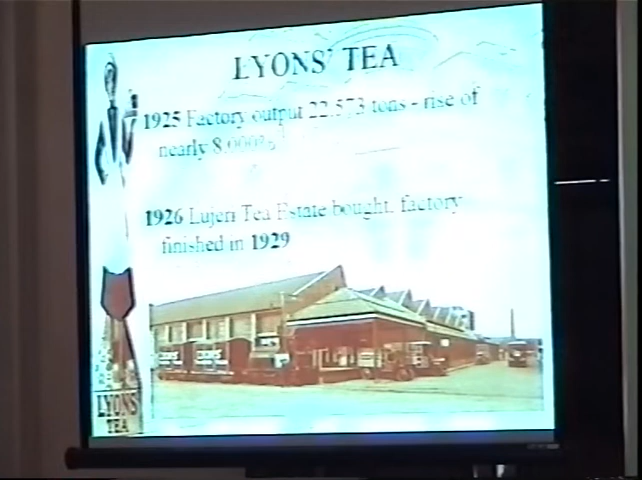 LYONS' TEA
1925 Factory output 22.573 tons - rise of
nearly 8.000%
1926 Lujeri Tea Estate bought, factory
finished in 1929
LYONS'
TEA